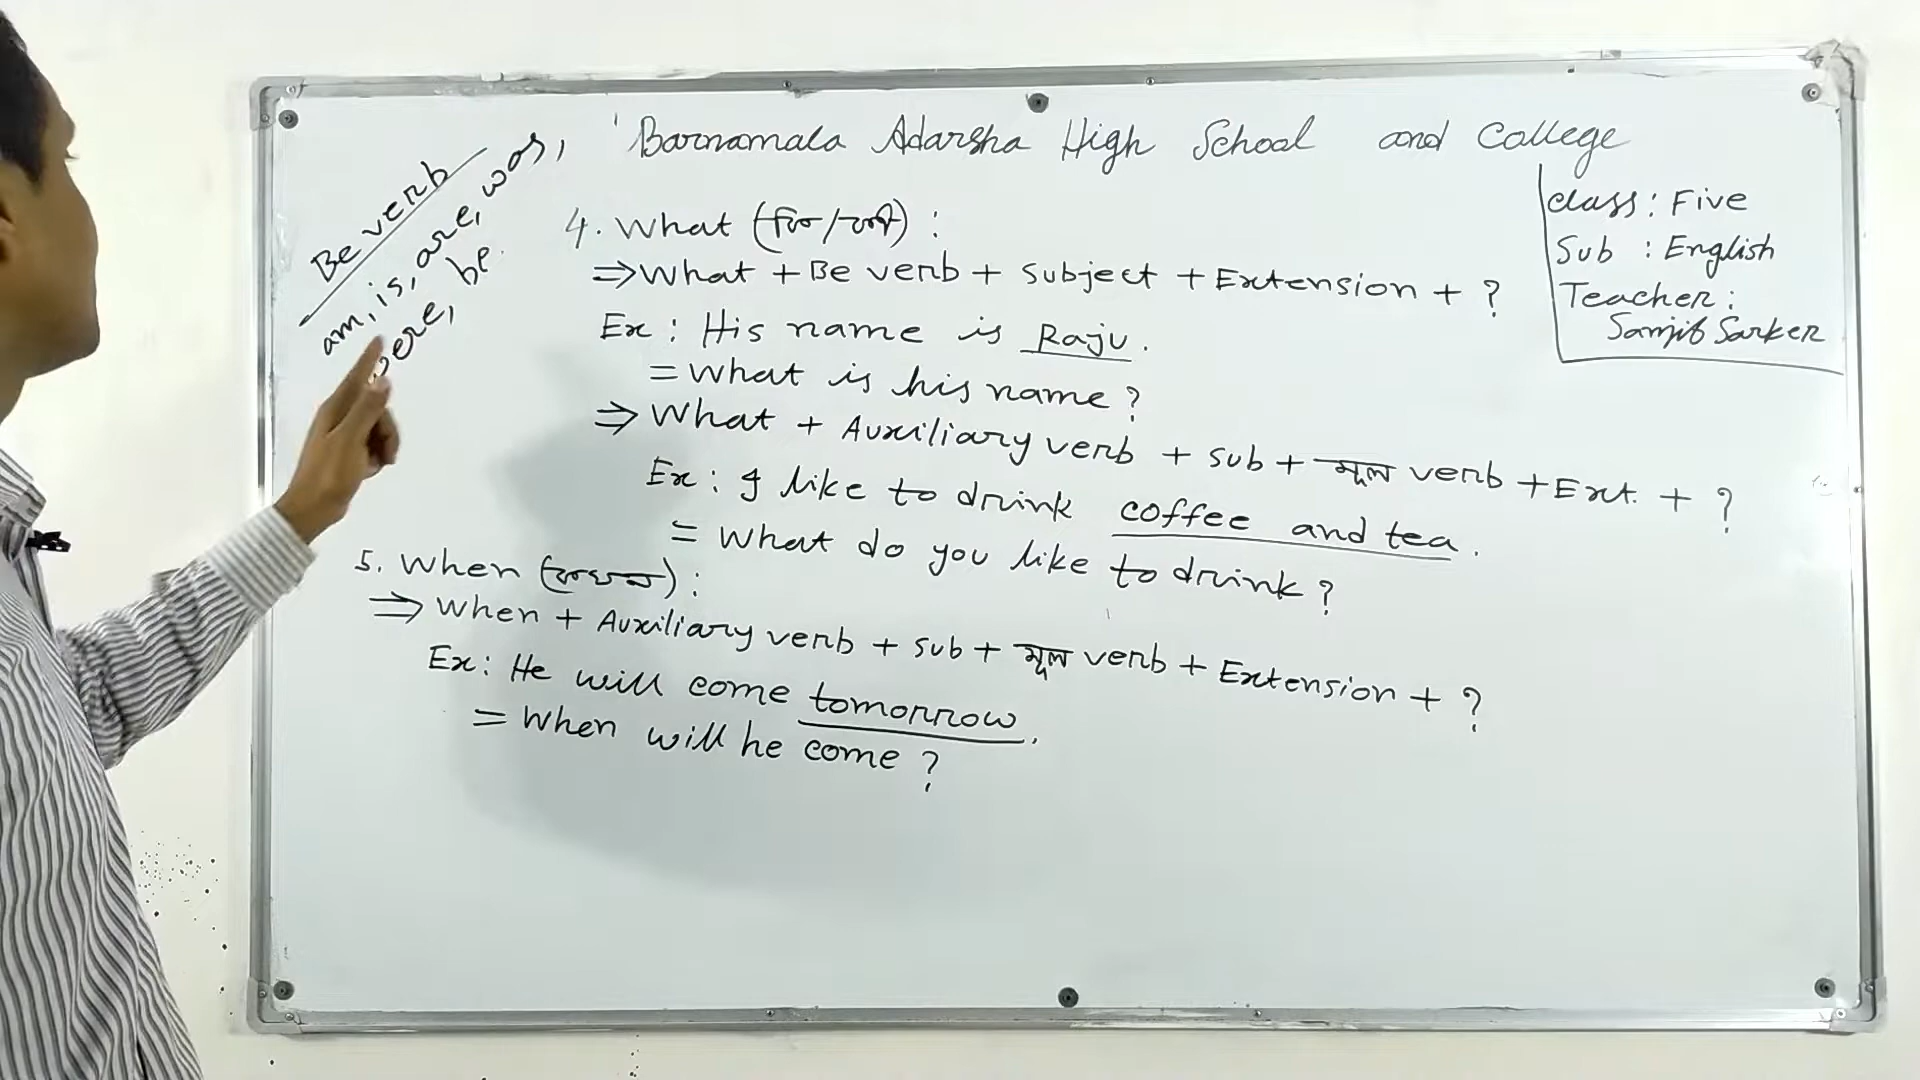 Barnamala Adarsha High School and College
Class: Five
Sub : English
Teacher :
Sanjib Sarker
Be verb
am, is, are, was,
were, be.
4. What (কি/কী) :
⇒ What + Be verb + Subject + Extension + ?
Ex : His name is Raju.
= What is his name?
⇒ What + Auxiliary verb + sub + মূল verb + Ext. + ?
Ex : I like to drink coffee and tea.
= What do you like to drink?
5. When (কখন) :
⇒ When + Auxiliary verb + sub + মূল verb + Extension + ?
Ex : He will come tomorrow.
= When will he come?